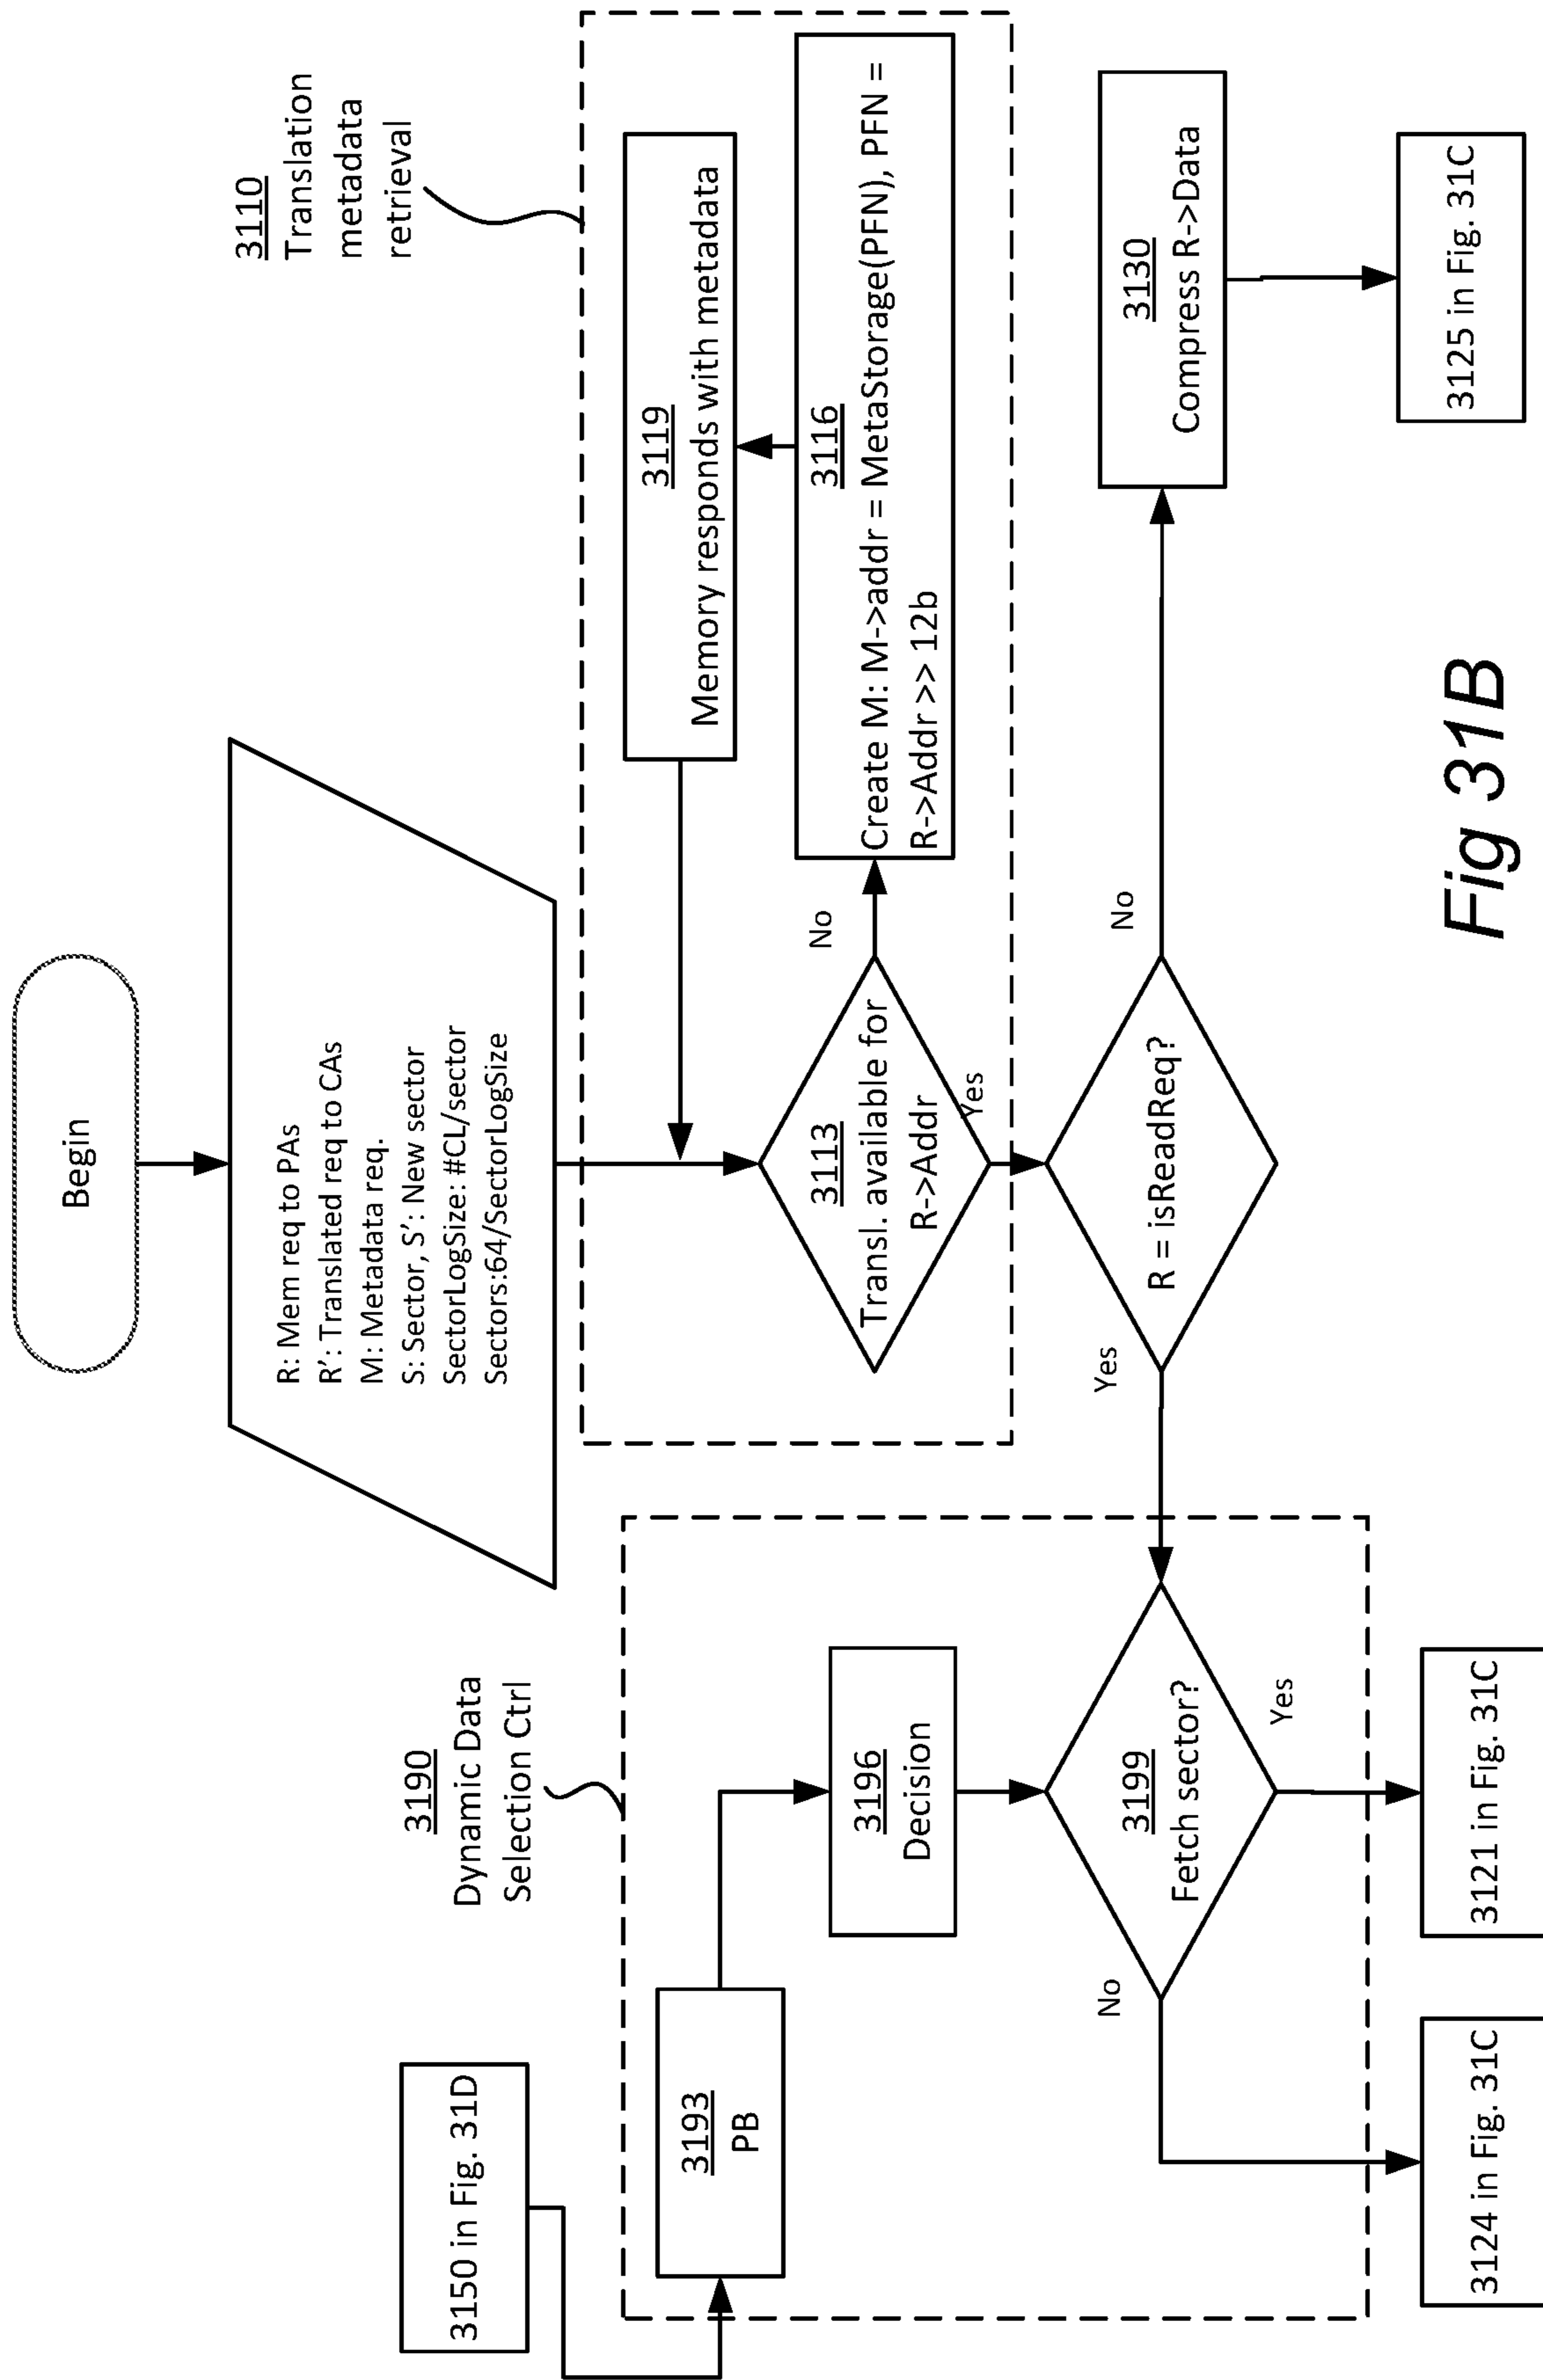 Begin
R: Mem req to PAs
R’: Translated req to CAs
M: Metadata req.
S: Sector, S’: New sector
SectorLogSize: #CL/sector
Sectors:64/SectorLogSize
3110
Translation
metadata
retrieval
3119
Memory responds with metadata
3116
Create M: M->addr = MetaStorage(PFN), PFN =
R->Addr >> 12b
3113
Transl. available for
R->Addr
No
Yes
R = isReadReq?
Yes
No
3130
Compress R->Data
3125 in Fig. 31C
3150 in Fig. 31D
3190
Dynamic Data
Selection Ctrl
3193
PB
3196
Decision
3199
Fetch sector?
No
Yes
3124 in Fig. 31C
3121 in Fig. 31C
Fig 31B